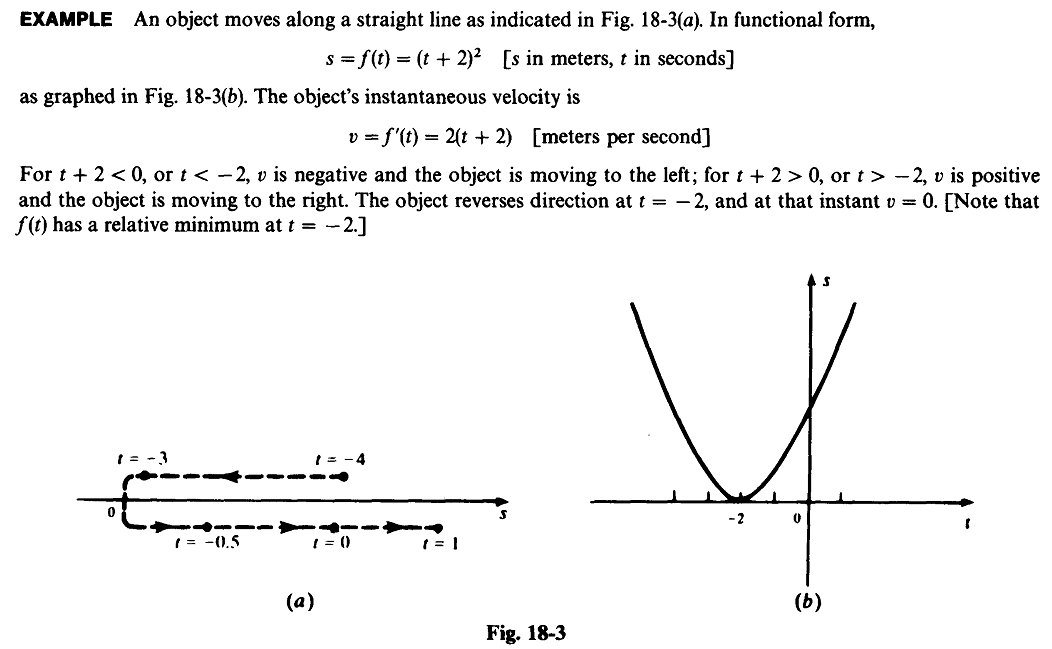 EXAMPLE An object moves along a straight line as indicated in Fig. 18-3(a). In functional form,
s = f(t) = (t + 2)² [s in meters, t in seconds]
as graphed in Fig. 18-3(b). The object's instantaneous velocity is
v = f′(t) = 2(t + 2) [meters per second]
For t + 2 < 0, or t < −2, v is negative and the object is moving to the left; for t + 2 > 0, or t > −2, v is positive
and the object is moving to the right. The object reverses direction at t = −2, and at that instant v = 0. [Note that
f(t) has a relative minimum at t = −2.]
t = −3 t = −4
0 s
t = −0.5 t = 0 t = 1
(a)
s
−2 0 t
(b)
Fig. 18-3